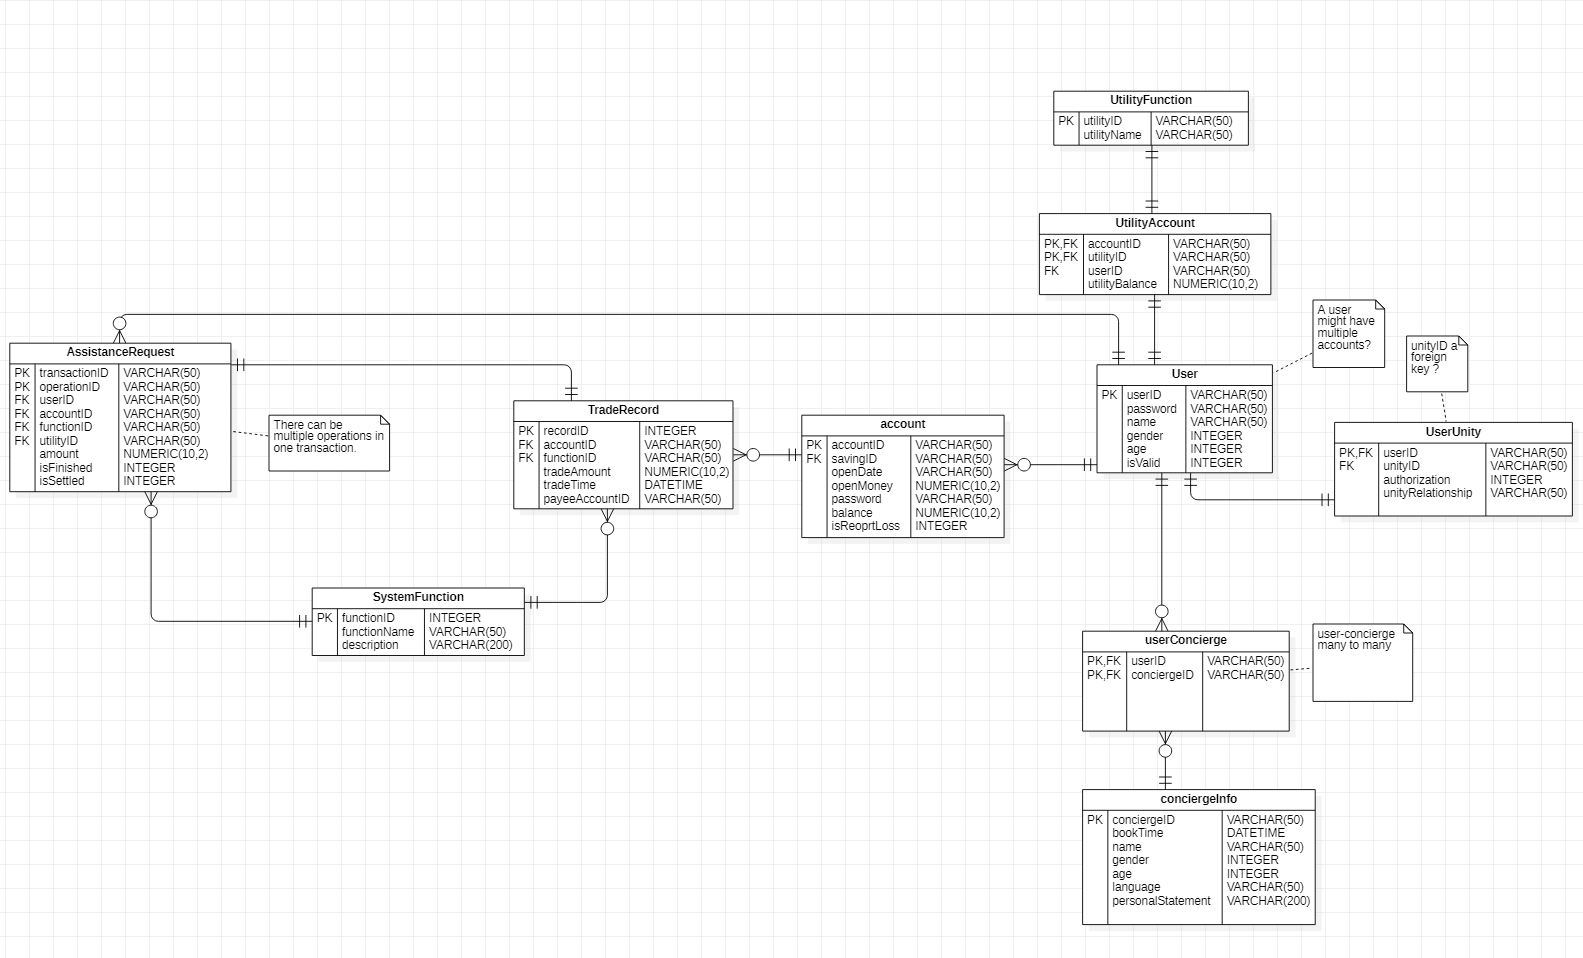 UtilityFunction
PK utilityID VARCHAR(50)
utilityName VARCHAR(50)
UtilityAccount
PK,FK accountID VARCHAR(50)
PK,FK utilityID VARCHAR(50)
FK userID VARCHAR(50)
utilityBalance NUMERIC(10,2)
A user
might have
multiple
accounts?
unityID a
foreign
key ?
AssistanceRequest
PK transactionID VARCHAR(50)
PK operationID VARCHAR(50)
FK userID VARCHAR(50)
FK accountID VARCHAR(50)
FK functionID VARCHAR(50)
FK utilityID VARCHAR(50)
amount NUMERIC(10,2)
isFinished INTEGER
isSettled INTEGER
There can be
multiple operations in
one transaction.
TradeRecord
PK recordID INTEGER
FK accountID VARCHAR(50)
FK functionID VARCHAR(50)
tradeAmount NUMERIC(10,2)
tradeTime DATETIME
payeeAccountID VARCHAR(50)
account
PK accountID VARCHAR(50)
FK savingID VARCHAR(50)
openDate VARCHAR(50)
openMoney NUMERIC(10,2)
password VARCHAR(50)
balance NUMERIC(10,2)
isReoprtLoss INTEGER
User
PK userID VARCHAR(50)
password VARCHAR(50)
name VARCHAR(50)
gender INTEGER
age INTEGER
isValid INTEGER
UserUnity
PK,FK userID VARCHAR(50)
FK unityID VARCHAR(50)
authorization INTEGER
unityRelationship VARCHAR(50)
SystemFunction
PK functionID INTEGER
functionName VARCHAR(50)
description VARCHAR(200)
userConcierge
PK,FK userID VARCHAR(50)
PK,FK conciergeID VARCHAR(50)
user-concierge
many to many
conciergeInfo
PK conciergeID VARCHAR(50)
bookTime DATETIME
name VARCHAR(50)
gender INTEGER
age INTEGER
language VARCHAR(50)
personalStatement VARCHAR(200)